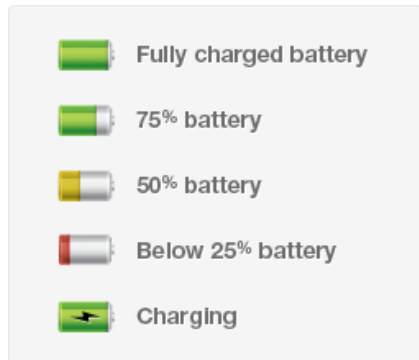 Fully charged battery
75% battery
50% battery
Below 25% battery
Charging